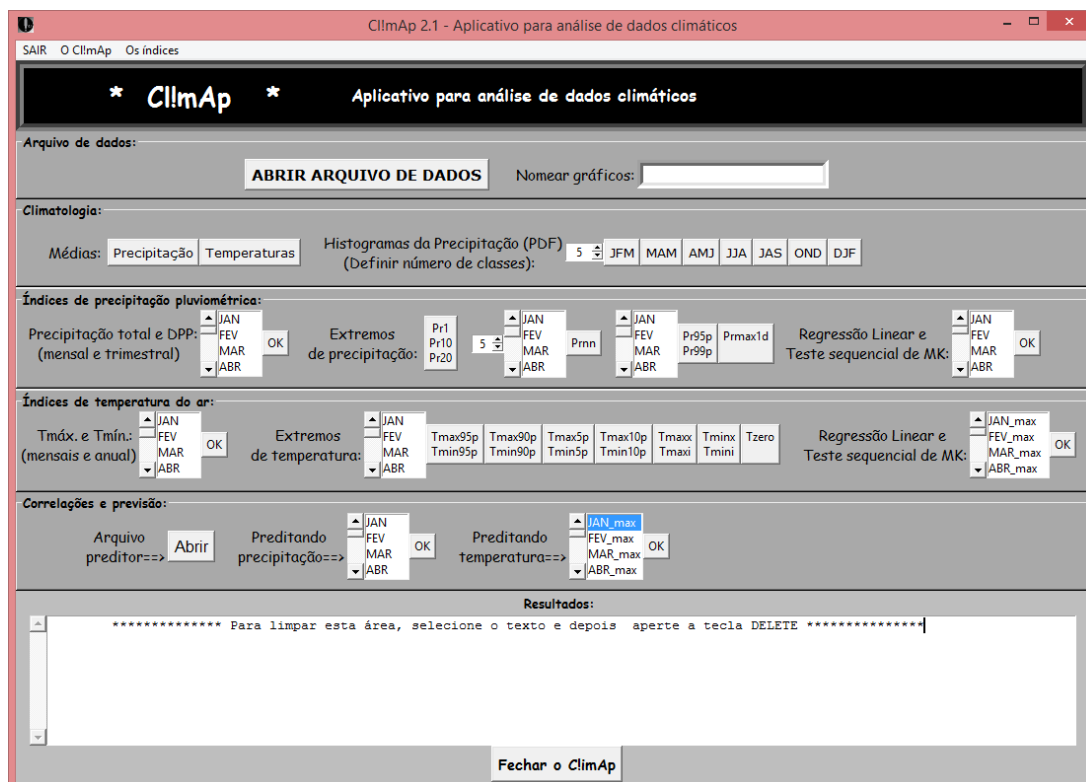 Cl!mAp 2.1 - Aplicativo para análise de dados climáticos
SAIR O Cl!mAp Os índices
* Cl!mAp * Aplicativo para análise de dados climáticos
Arquivo de dados:
ABRIR ARQUIVO DE DADOS Nomear gráficos:
Climatologia:
Médias: Precipitação Temperaturas
Histogramas da Precipitação (PDF)
(Definir número de classes):
5 JFM MAM AMJ JJA JAS OND DJF
Índices de precipitação pluviométrica:
Precipitação total e DPP:
(mensal e trimestral)
JAN
FEV
MAR
ABR
OK
Extremos
de precipitação:
Pr1
Pr10
Pr20
5
JAN
FEV
MAR
ABR
Prnn
JAN
FEV
MAR
ABR
Pr95p
Pr99p
Prmax1d
Regressão Linear e
Teste sequencial de MK:
JAN
FEV
MAR
ABR
OK
Índices de temperatura do ar:
Tmáx. e Tmín.:
(mensais e anual)
JAN
FEV
MAR
ABR
OK
Extremos
de temperatura:
JAN
FEV
MAR
ABR
Tmax95p
Tmin95p
Tmax90p
Tmin90p
Tmax5p
Tmin5p
Tmax10p
Tmin10p
Tmaxx
Tmaxi
Tminx
Tmini
Tzero
Regressão Linear e
Teste sequencial de MK:
JAN_max
FEV_max
MAR_max
ABR_max
OK
Correlações e previsão:
Arquivo
preditor==>
Abrir
Preditando
precipitação==>
JAN
FEV
MAR
ABR
OK
Preditando
temperatura==>
JAN_max
FEV_max
MAR_max
ABR_max
OK
Resultados:
************** Para limpar esta área, selecione o texto e depois aperte a tecla DELETE ***************
Fechar o C!imAp